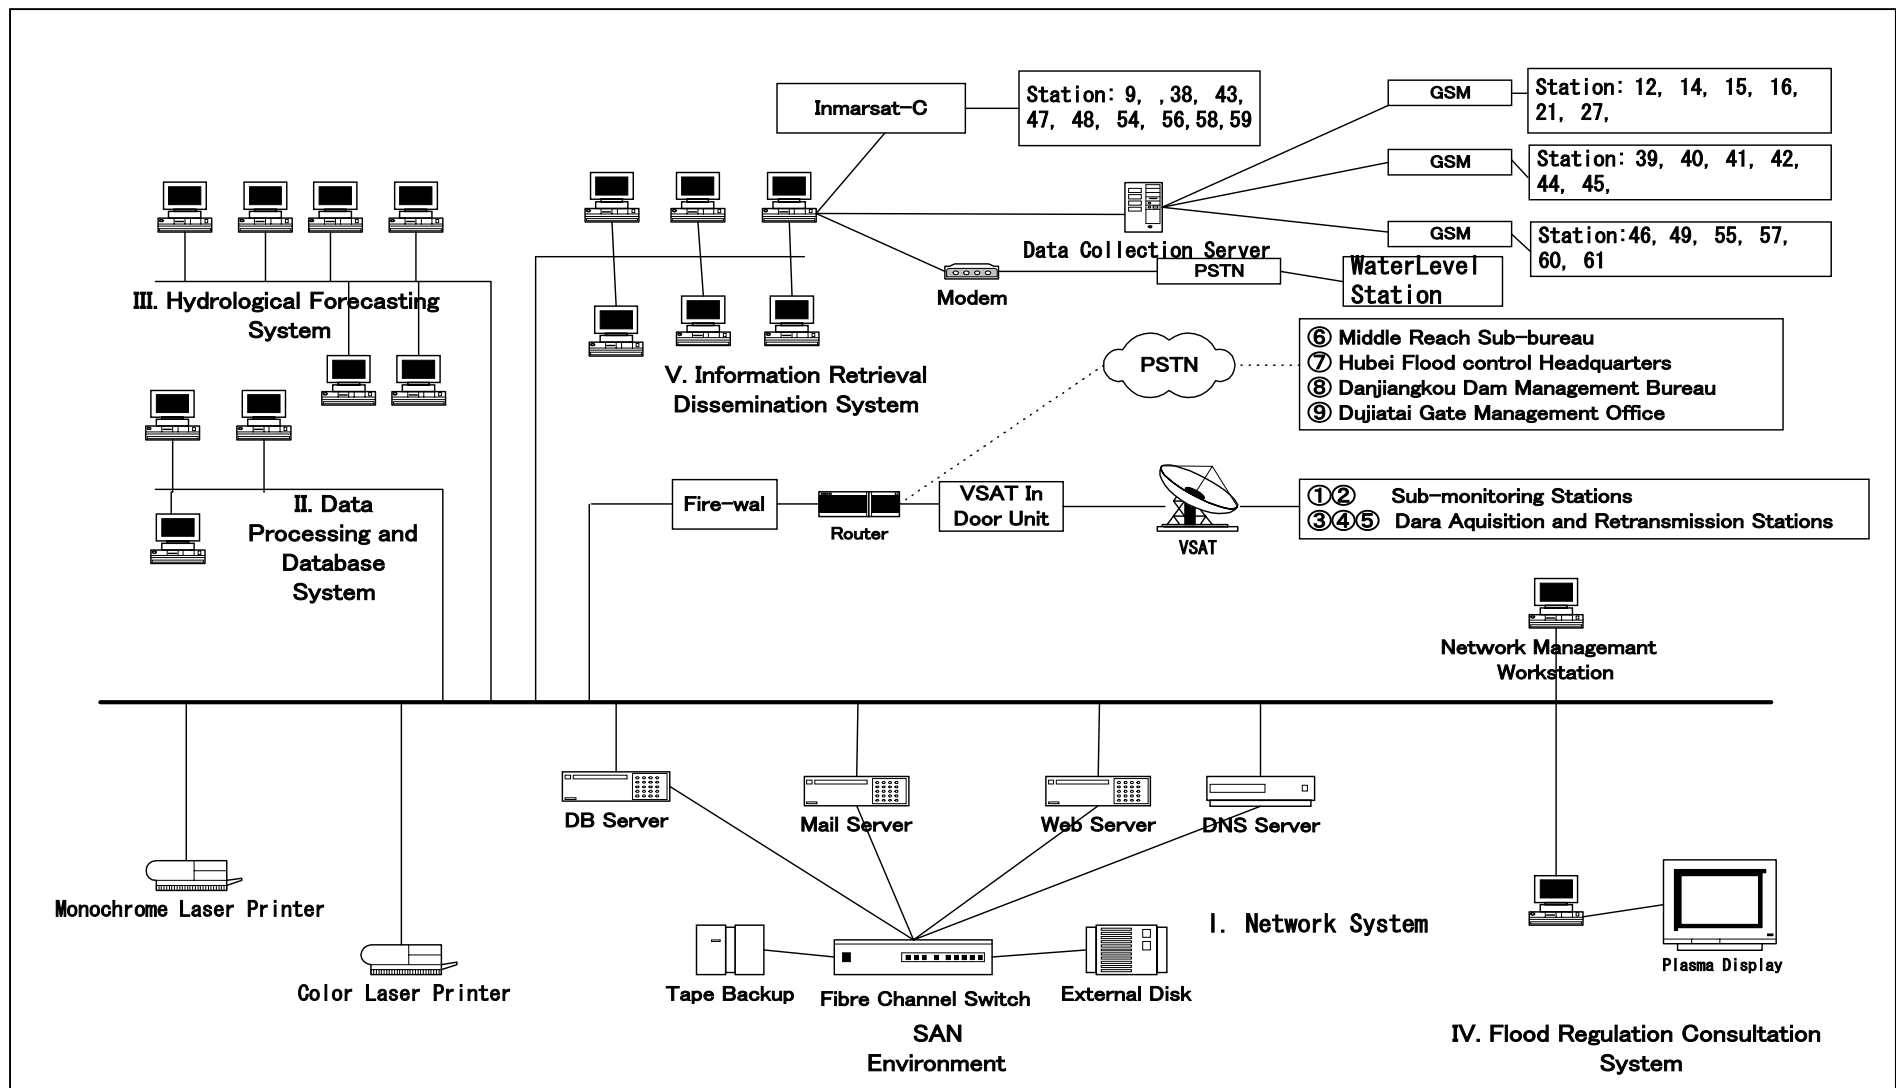 Inmarsat-C
Station: 9, ,38, 43,
47, 48, 54, 56,58,59
GSM
Station: 12, 14, 15, 16,
21, 27,
GSM
Station: 39, 40, 41, 42,
44, 45,
GSM
Station:46, 49, 55, 57,
60, 61
Data Collection Server
Modem
PSTN
WaterLevel
Station
III. Hydrological Forecasting
System
V. Information Retrieval
Dissemination System
PSTN
⑥ Middle Reach Sub-bureau
⑦ Hubei Flood control Headquarters
⑧ Danjiangkou Dam Management Bureau
⑨ Dujiatai Gate Management Office
II. Data
Processing and
Database
System
Fire-wal
Router
VSAT In
Door Unit
VSAT
①② Sub-monitoring Stations
③④⑤ Dara Aquisition and Retransmission Stations
Network Managemant
Workstation
DB Server
Mail Server
Web Server
DNS Server
Monochrome Laser Printer
Color Laser Printer
Tape Backup
Fibre Channel Switch
External Disk
SAN
Environment
I. Network System
Plasma Display
IV. Flood Regulation Consultation
System